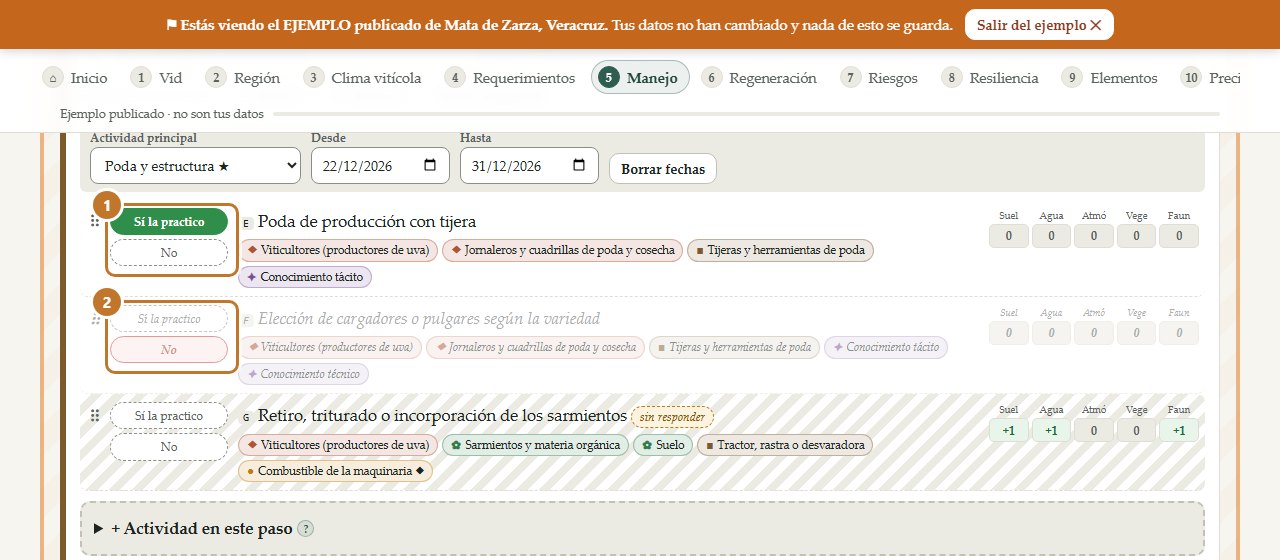 ⚑ Estás viendo el EJEMPLO publicado de Mata de Zarza, Veracruz. Tus datos no han cambiado y nada de esto se guarda. Salir del ejemplo ✕
⌂ Inicio 1 Vid 2 Región 3 Clima vitícola 4 Requerimientos 5 Manejo 6 Regeneración 7 Riesgos 8 Resiliencia 9 Elementos 10 Preci
Ejemplo publicado · no son tus datos
Actividad principal Desde Hasta
Poda y estructura ★ 22/12/2026 31/12/2026 Borrar fechas
1 Sí la practico E Poda de producción con tijera Suel Agua Atmó Vege Faun
No ◆ Viticultores (productores de uva) ◆ Jornaleros y cuadrillas de poda y cosecha ■ Tijeras y herramientas de poda 0 0 0 0 0
✦ Conocimiento tácito
2 Sí la practico F Elección de cargadores o pulgares según la variedad Suel Agua Atmó Vege Faun
No ◆ Viticultores (productores de uva) ◆ Jornaleros y cuadrillas de poda y cosecha ■ Tijeras y herramientas de poda ✦ Conocimiento tácito 0 0 0 0 0
✦ Conocimiento técnico
Sí la practico G Retiro, triturado o incorporación de los sarmientos sin responder Suel Agua Atmó Vege Faun
No ◆ Viticultores (productores de uva) ✿ Sarmientos y materia orgánica ✿ Suelo ■ Tractor, rastra o desvaradora +1 +1 0 0 +1
● Combustible de la maquinaria ◆
▶ + Actividad en este paso ?